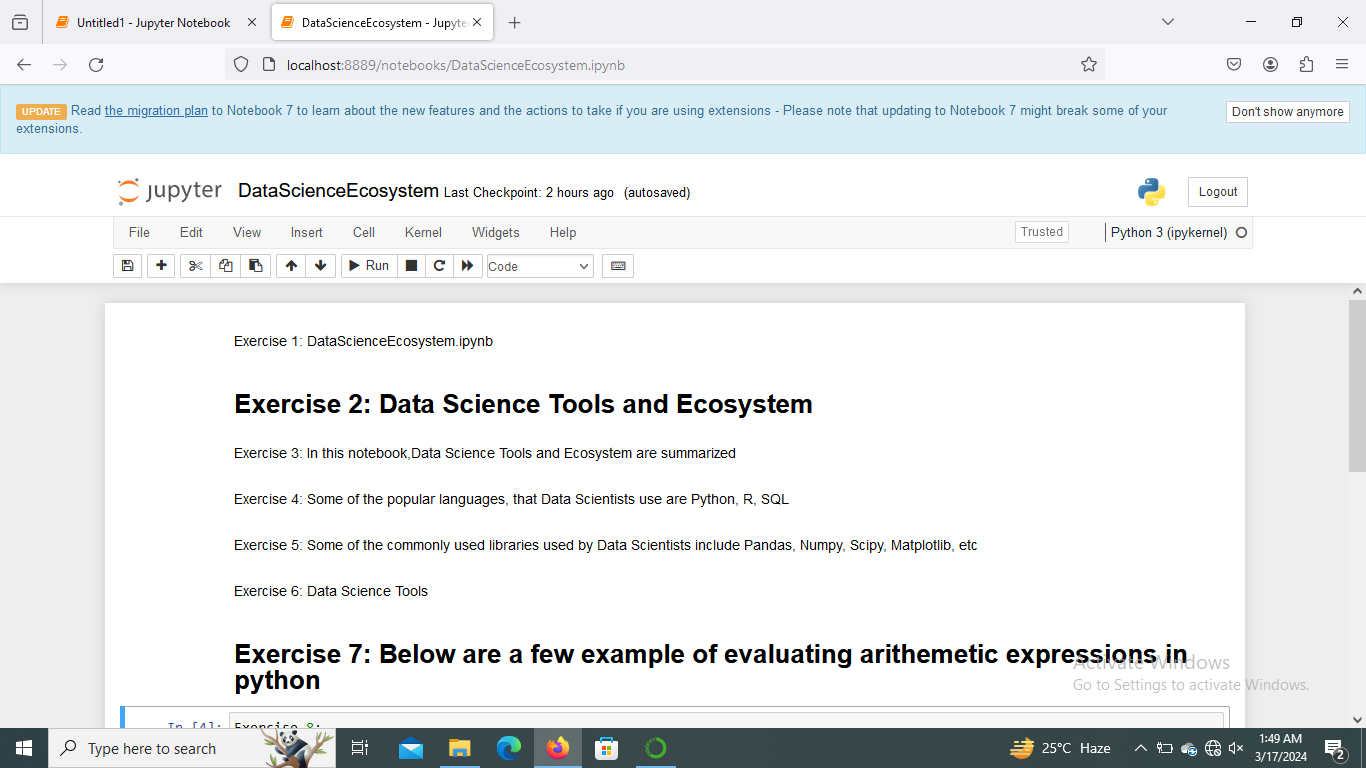 Untitled1 - Jupyter Notebook
DataScienceEcosystem - Jupyte
localhost:8889/notebooks/DataScienceEcosystem.ipynb
UPDATE Read the migration plan to Notebook 7 to learn about the new features and the actions to take if you are using extensions - Please note that updating to Notebook 7 might break some of your
extensions.
Don't show anymore
jupyter DataScienceEcosystem Last Checkpoint: 2 hours ago (autosaved)
Logout
File Edit View Insert Cell Kernel Widgets Help
Trusted
Python 3 (ipykernel)
Run
Code
Exercise 1: DataScienceEcosystem.ipynb
Exercise 2: Data Science Tools and Ecosystem
Exercise 3: In this notebook,Data Science Tools and Ecosystem are summarized
Exercise 4: Some of the popular languages, that Data Scientists use are Python, R, SQL
Exercise 5: Some of the commonly used libraries used by Data Scientists include Pandas, Numpy, Scipy, Matplotlib, etc
Exercise 6: Data Science Tools
Exercise 7: Below are a few example of evaluating arithemetic expressions in
python
Activate Windows
Go to Settings to activate Windows.
In [4]: Exercise 8:
Type here to search
25°C Haze
1:49 AM
3/17/2024
2